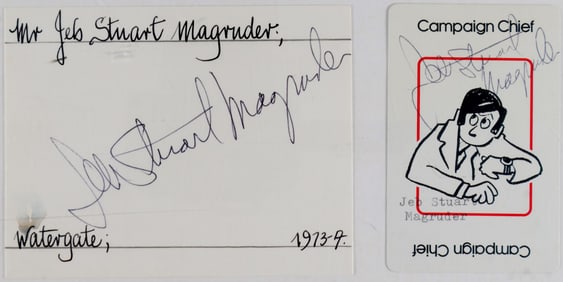 Mr Jeb Stuart Magruder;
Jeb Stuart Magruder
Watergate;
1973-4.
Campaign Chief
Jeb Stuart Magruder
Jeb Stuart
Magruder
Campaign Chief